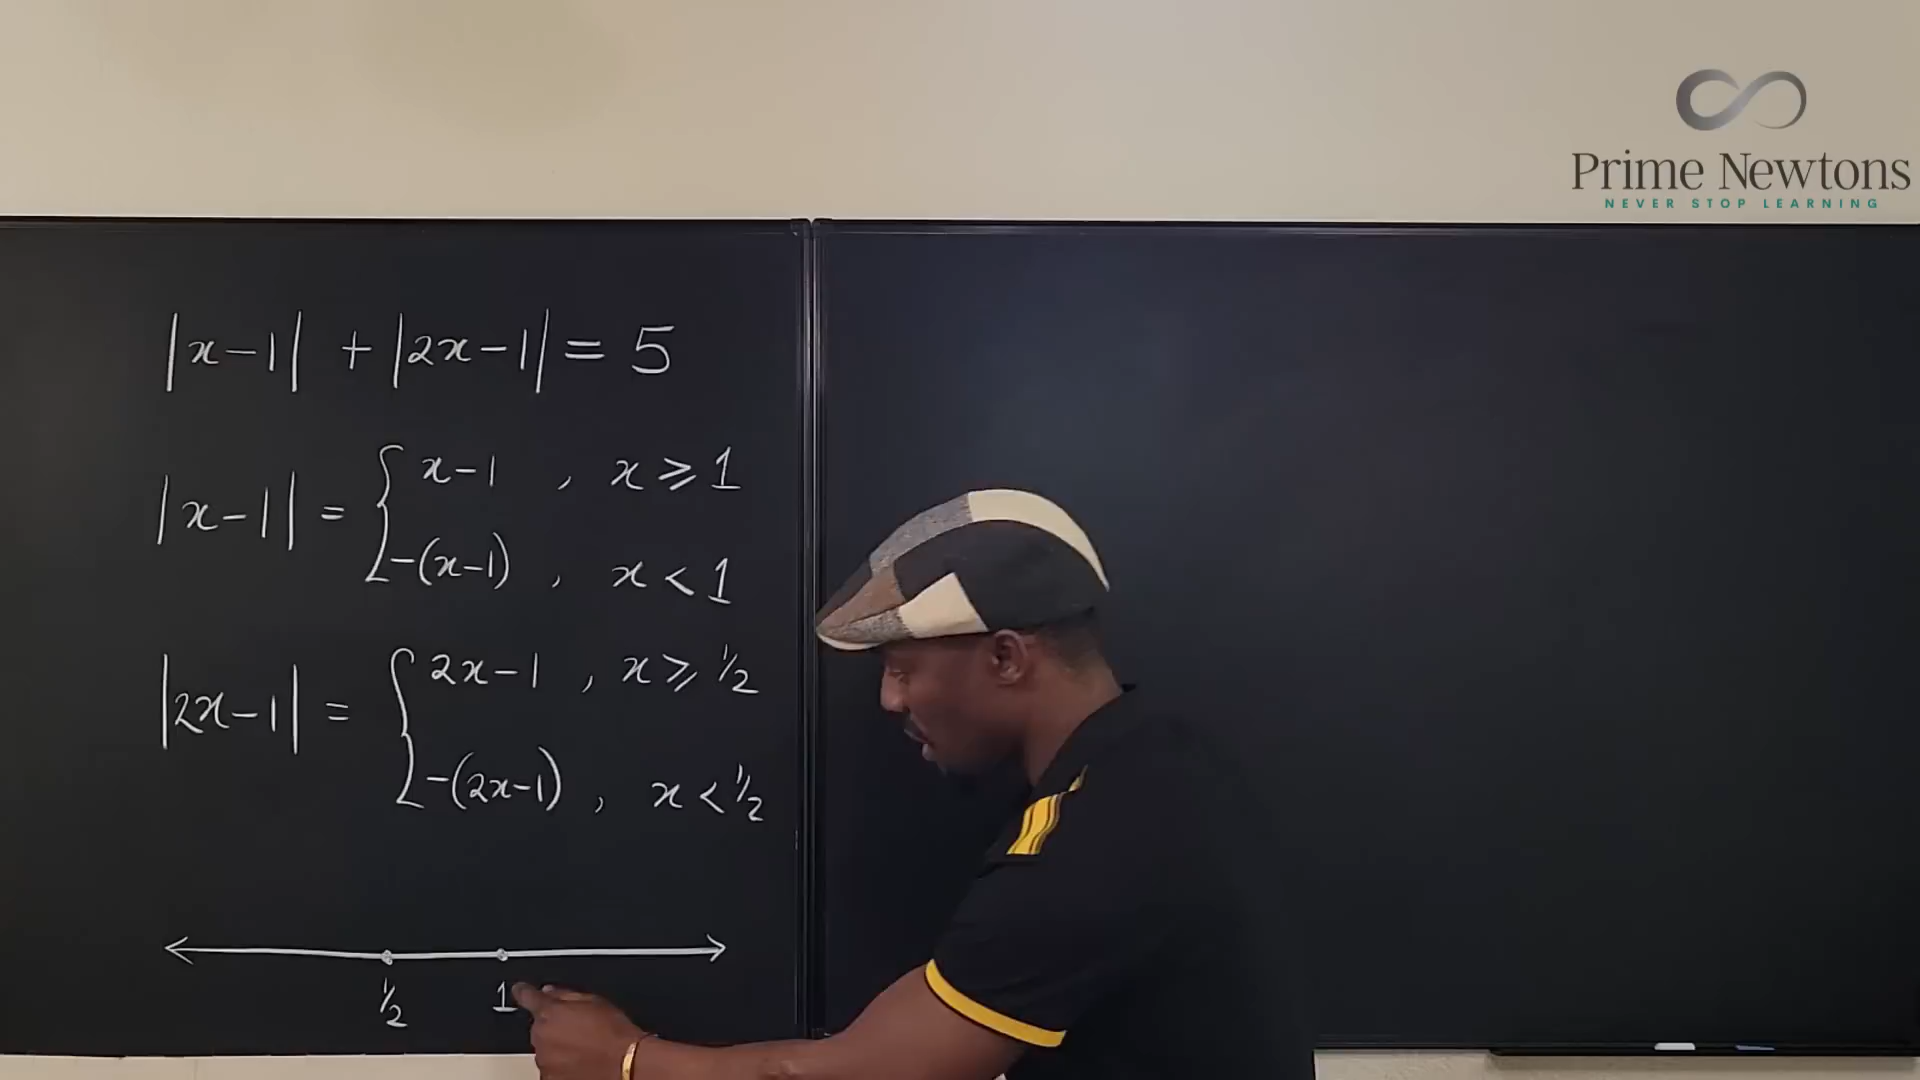 Prime Newtons
NEVER STOP LEARNING
|x-1| + |2x-1| = 5
|x-1| = { x-1 , x ⩾ 1
-(x-1) , x < 1
|2x-1| = { 2x-1 , x ⩾ 1/2
-(2x-1) , x < 1/2
1/2 1